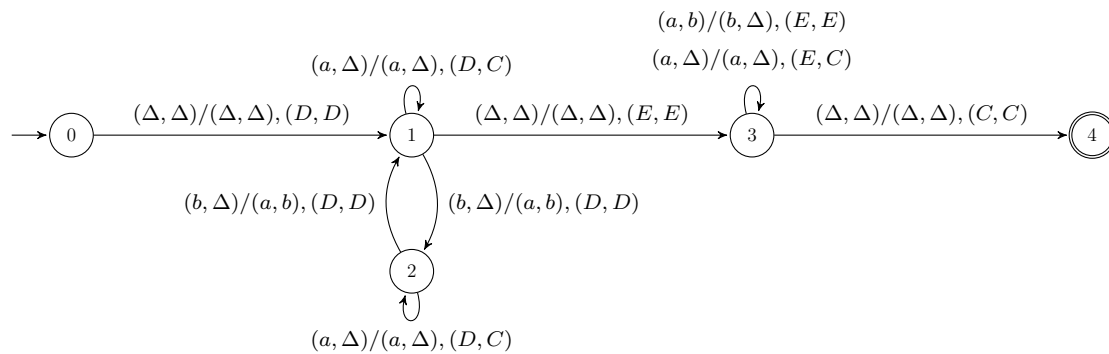 (a, b)/(b, Δ), (E, E)
(a, Δ)/(a, Δ), (D, C)
(a, Δ)/(a, Δ), (E, C)
(Δ, Δ)/(Δ, Δ), (D, D)
(Δ, Δ)/(Δ, Δ), (E, E)
(Δ, Δ)/(Δ, Δ), (C, C)
0
1
3
4
(b, Δ)/(a, b), (D, D)
(b, Δ)/(a, b), (D, D)
2
(a, Δ)/(a, Δ), (D, C)